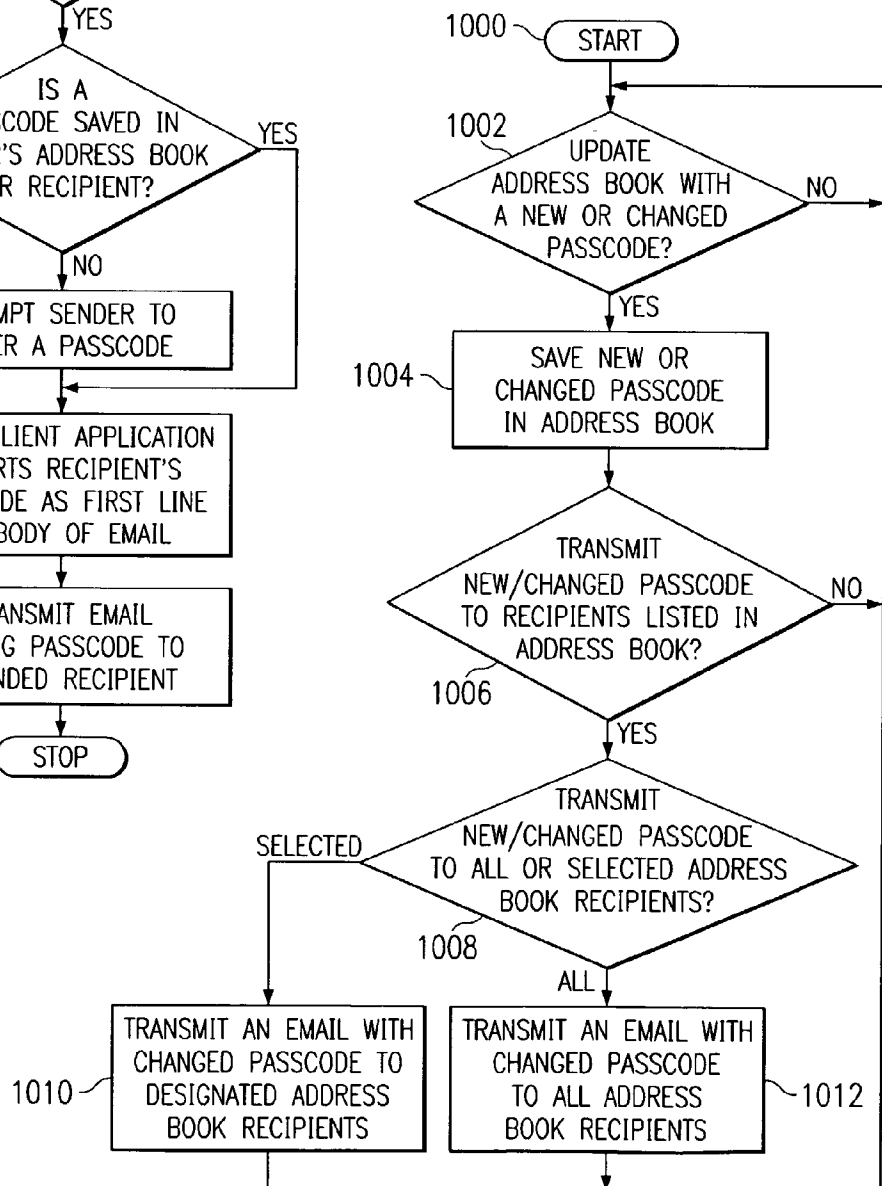 YES
IS A
CODE SAVED IN
'S ADDRESS BOOK
R RECIPIENT?
YES
NO
MPT SENDER TO
ER A PASSCODE
LIENT APPLICATION
RTS RECIPIENT'S
DE AS FIRST LINE
BODY OF EMAIL
ANSMIT EMAIL
G PASSCODE TO
NDED RECIPIENT
STOP
1000
START
1002
UPDATE
ADDRESS BOOK WITH
A NEW OR CHANGED
PASSCODE?
NO
YES
1004
SAVE NEW OR
CHANGED PASSCODE
IN ADDRESS BOOK
TRANSMIT
NEW/CHANGED PASSCODE
TO RECIPIENTS LISTED IN
ADDRESS BOOK?
NO
1006
YES
TRANSMIT
NEW/CHANGED PASSCODE
TO ALL OR SELECTED ADDRESS
BOOK RECIPIENTS?
SELECTED
1008
ALL
TRANSMIT AN EMAIL WITH
CHANGED PASSCODE TO
DESIGNATED ADDRESS
BOOK RECIPIENTS
1010
TRANSMIT AN EMAIL WITH
CHANGED PASSCODE
TO ALL ADDRESS
BOOK RECIPIENTS
1012